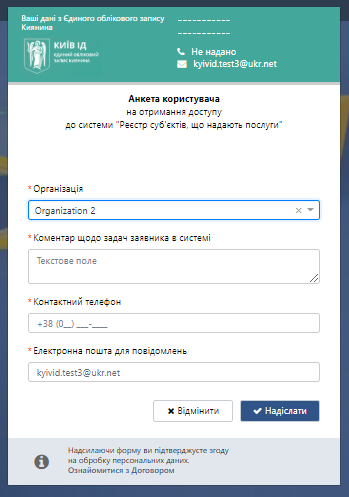 Ваші дані з Єдиного облікового запису
Киянина
___________
___________
КИЇВ ІД
ЄДИНИЙ ОБЛІКОВИЙ
ЗАПИС КИЯНИНА
Не надано
kyivid.test3@ukr.net
Анкета користувача
на отримання доступу
до системи "Реєстр суб'єктів, що надають послуги"
* Організація
Organization 2
* Коментар щодо задач заявника в системі
Текстове поле
* Контактний телефон
+38 (0__) ___-____
* Електронна пошта для повідомлень
kyivid.test3@ukr.net
Відмінити
Надіслати
Надсилаючи форму ви підтверджуєте згоду
на обробку персональних даних.
Ознайомитися з Договором